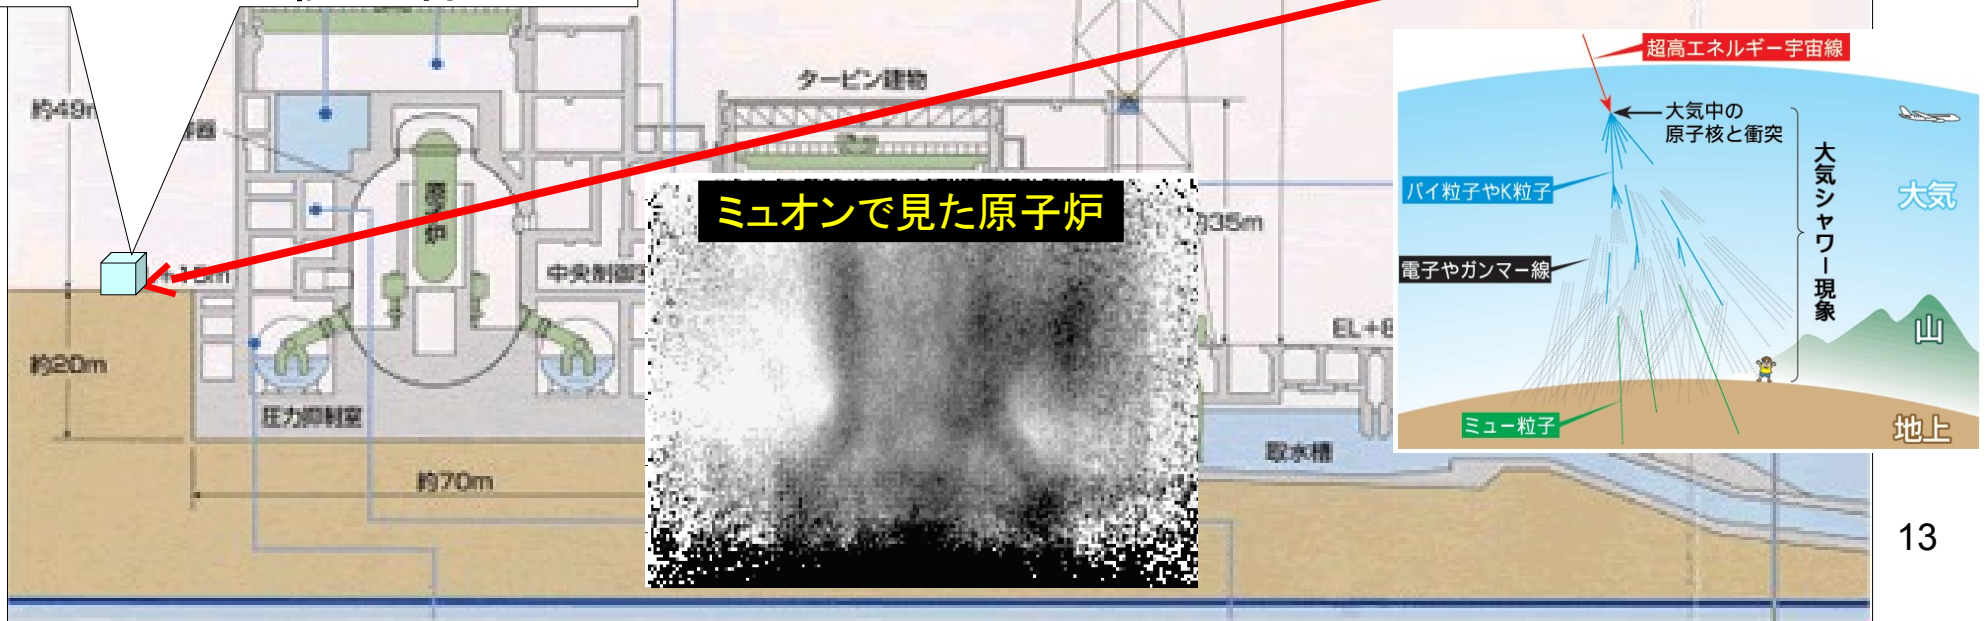 タービン建物
約49m
器
原子炉
中央制御
約20m
圧力抑制室
約70m
ミュオンで見た原子炉
35m
EL+
取水槽
超高エネルギー宇宙線
大気中の
原子核と衝突
パイ粒子やK粒子
電子やガンマー線
大気シャワー現象
大気
山
ミュー粒子
地上
13